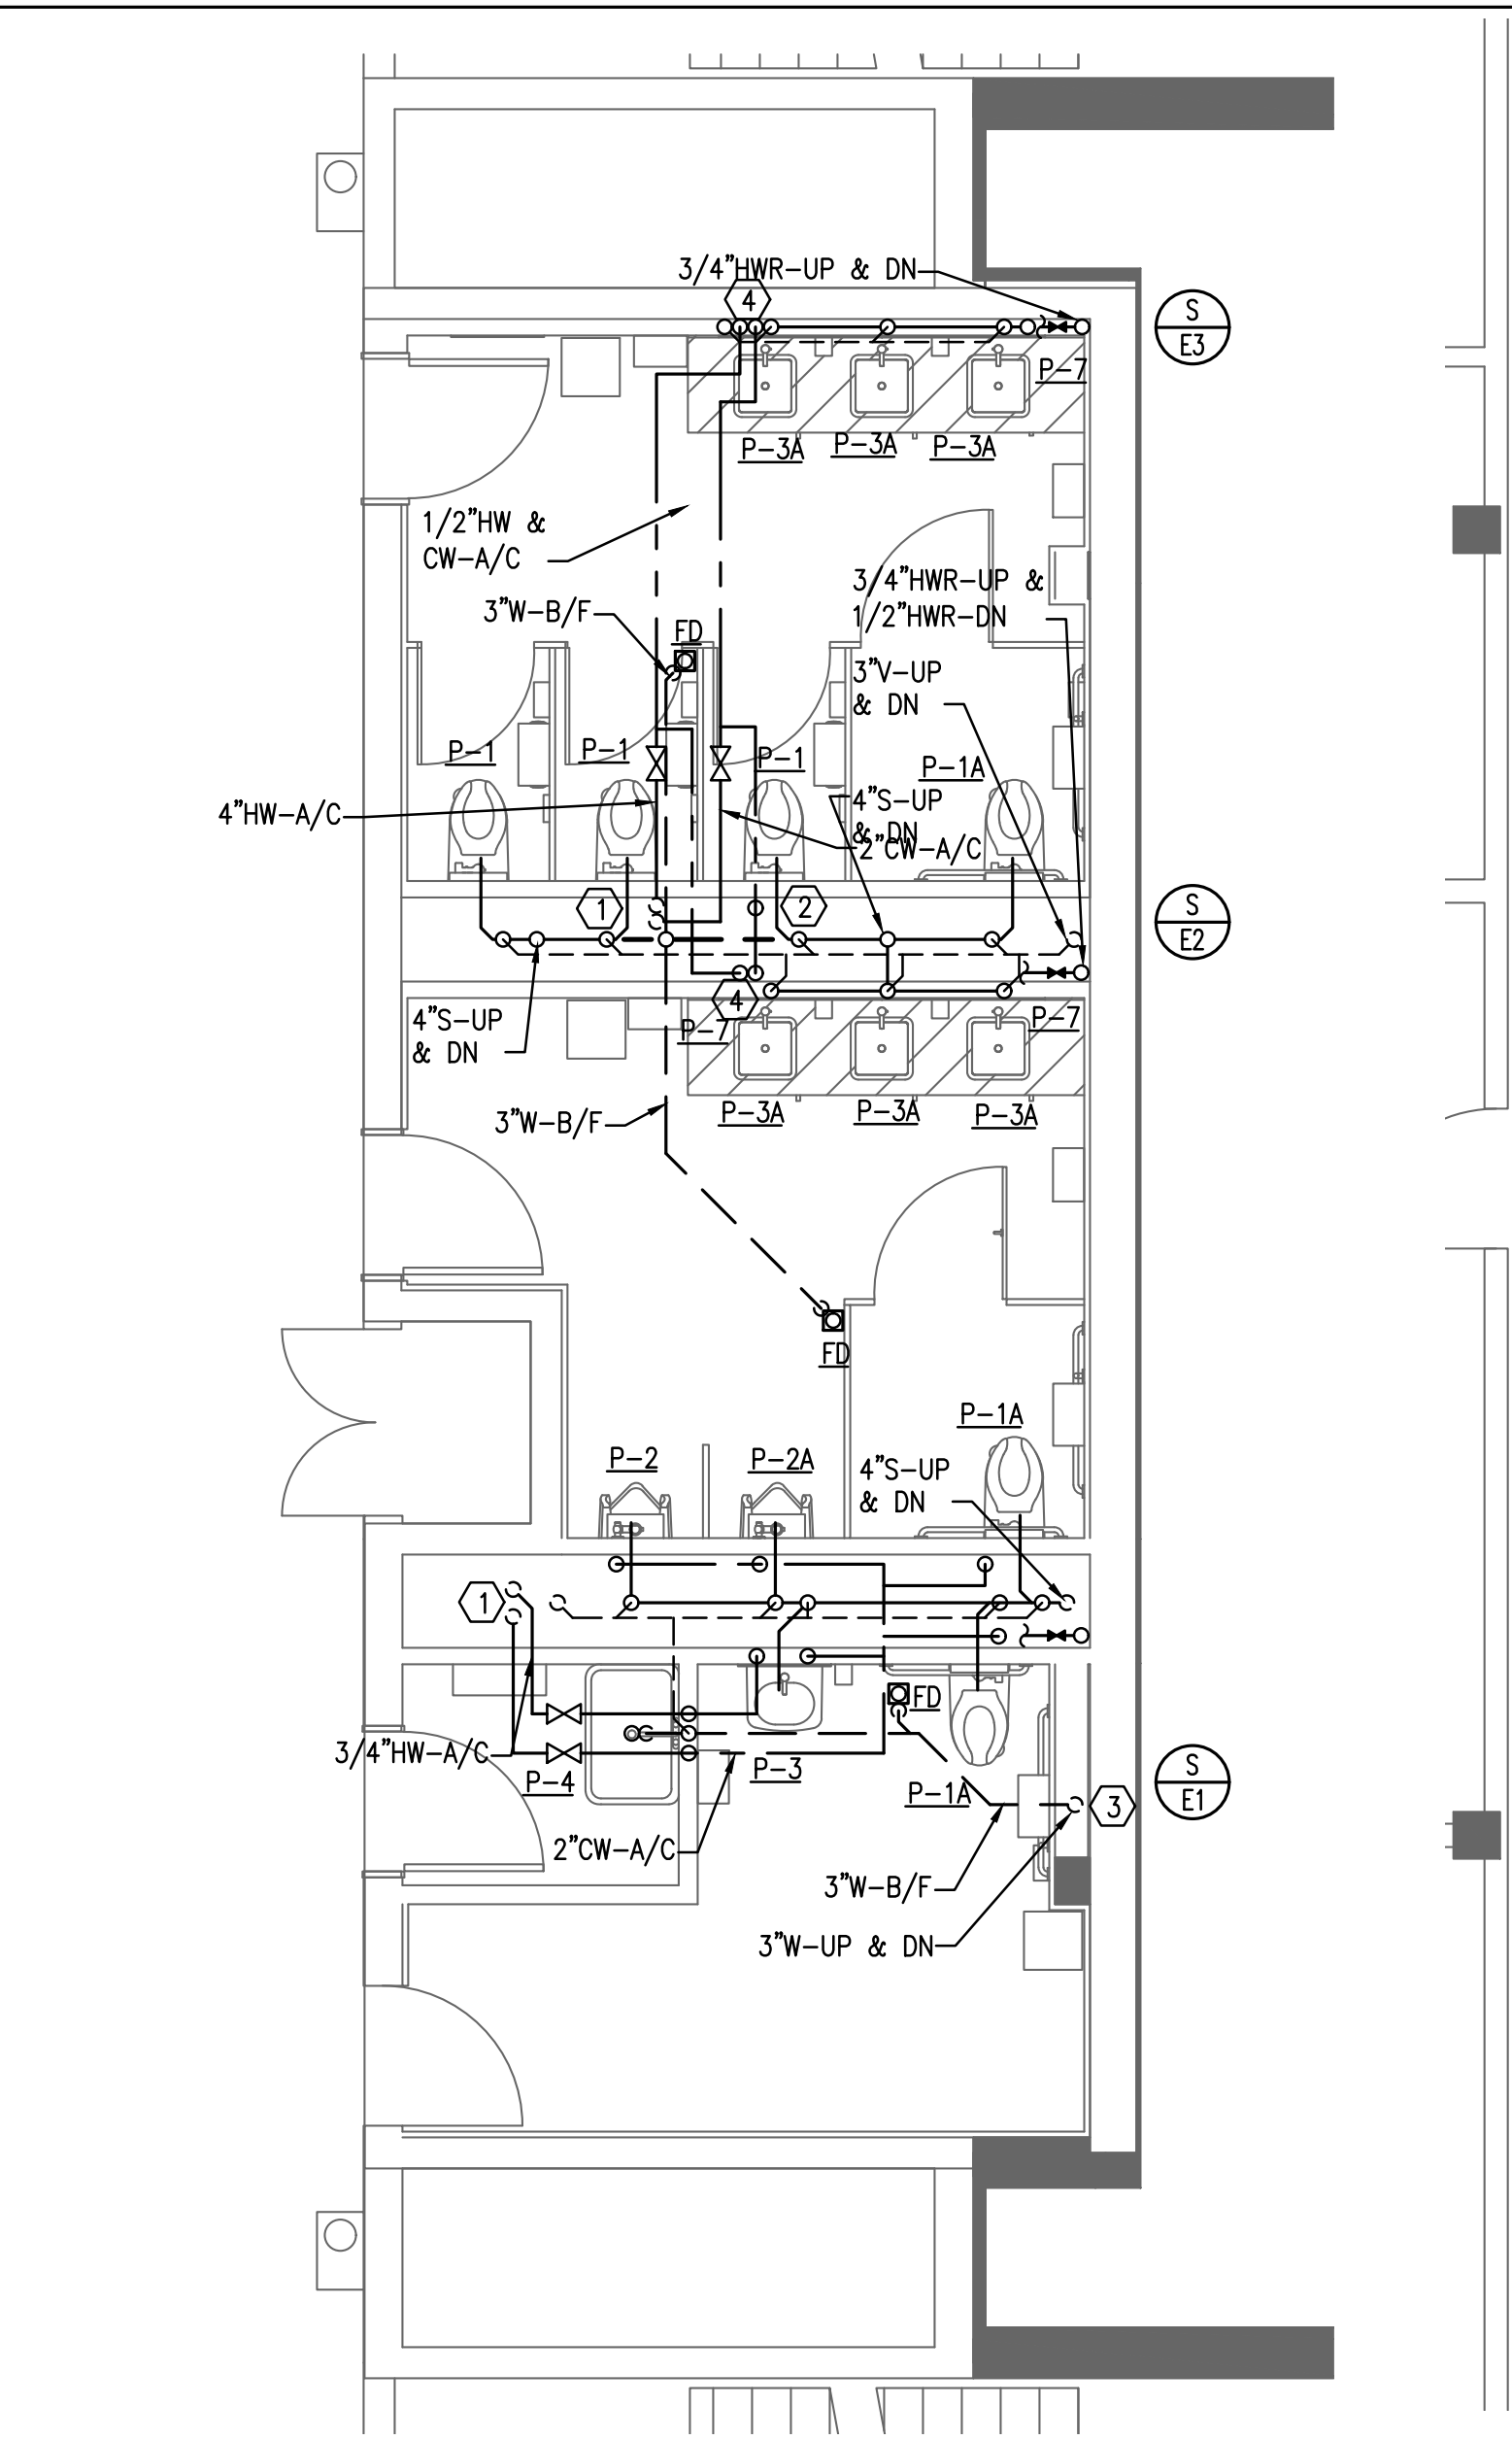 3/4"HWR-UP & DN
4
S
E3
P-7
P-3A
P-3A
P-3A
1/2"HW &
CW-A/C
3/4"HWR-UP &
1/2"HWR-DN
3"W-B/F
FD
3"V-UP
& DN
P-1
P-1
P-1
P-1A
4"HW-A/C
4"S-UP
& DN
2"CW-A/C
1
2
S
E2
4
4"S-UP
& DN
P-7
P-7
3"W-B/F
P-3A
P-3A
P-3A
FD
P-1A
P-2
P-2A
4"S-UP
& DN
1
FD
3/4"HW-A/C
P-4
P-3
P-1A
S
E1
3
2"CW-A/C
3"W-B/F
3"W-UP & DN